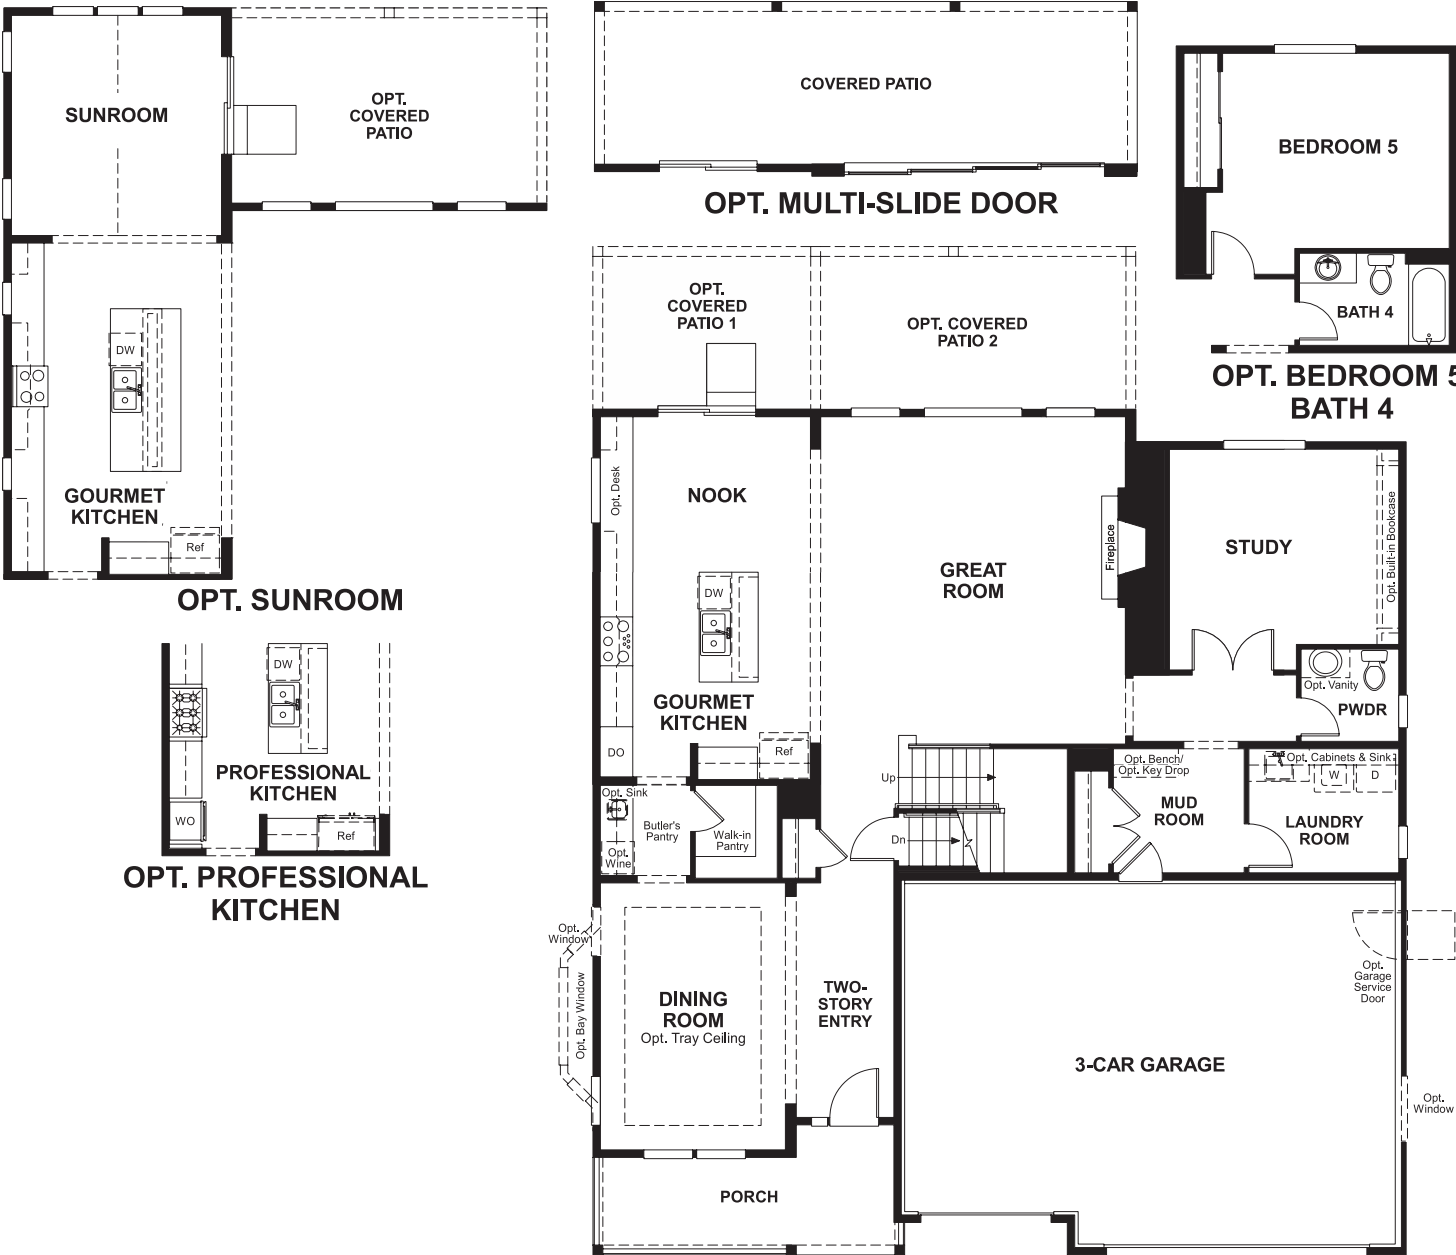 SUNROOM
OPT.
COVERED
PATIO
DW
GOURMET
KITCHEN
Ref
OPT. SUNROOM
DW
PROFESSIONAL
KITCHEN
WO
Ref
OPT. PROFESSIONAL
KITCHEN
COVERED PATIO
OPT. MULTI-SLIDE DOOR
BEDROOM 5
BATH 4
OPT. BEDROOM 5
BATH 4
OPT.
COVERED
PATIO 1
OPT. COVERED
PATIO 2
Opt. Desk
NOOK
GREAT
ROOM
Fireplace
STUDY
Opt. Built-in Bookcase
DW
GOURMET
KITCHEN
DO
Ref
Opt. Vanity
PWDR
Up
Dn
Opt. Bench/
Opt. Key Drop
MUD
ROOM
Opt. Cabinets & Sink
W
D
LAUNDRY
ROOM
Opt. Sink
Butler's
Pantry
Opt.
Wine
Walk-in
Pantry
Opt.
Window
Opt. Bay Window
DINING
ROOM
Opt. Tray Ceiling
TWO-
STORY
ENTRY
Opt.
Garage
Service
Door
3-CAR GARAGE
Opt.
Window
PORCH